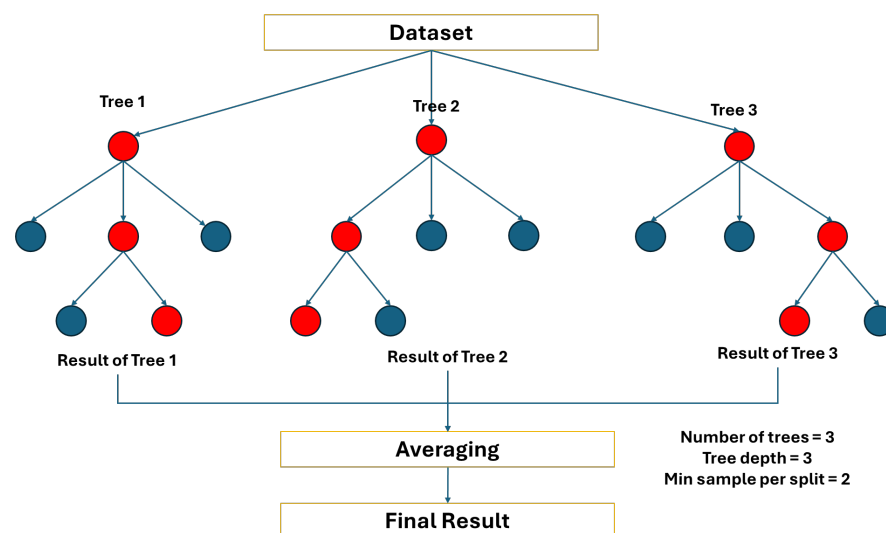 Dataset
Tree 1
Tree 2
Tree 3
Result of Tree 1
Result of Tree 2
Result of Tree 3
Averaging
Number of trees = 3
Tree depth = 3
Min sample per split = 2
Final Result